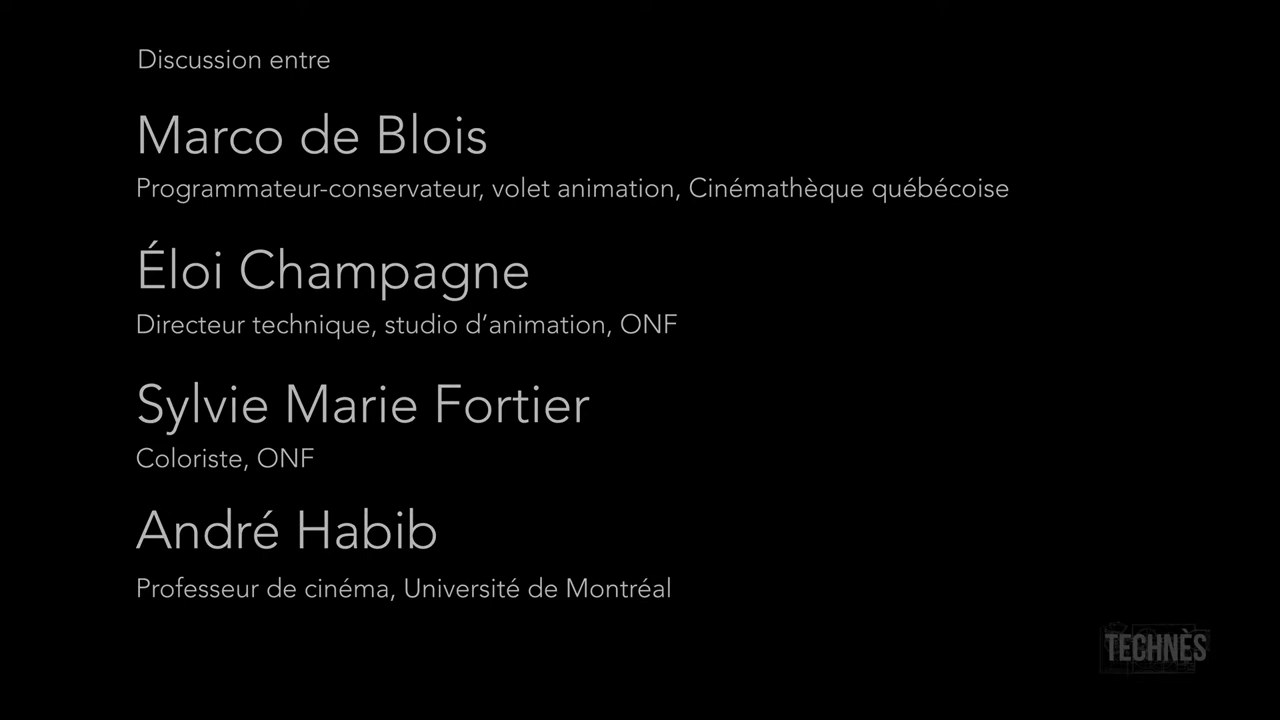 Discussion entre
Marco de Blois
Programmateur-conservateur, volet animation, Cinémathèque québécoise
Éloi Champagne
Directeur technique, studio d’animation, ONF
Sylvie Marie Fortier
Coloriste, ONF
André Habib
Professeur de cinéma, Université de Montréal
TECHNÈS